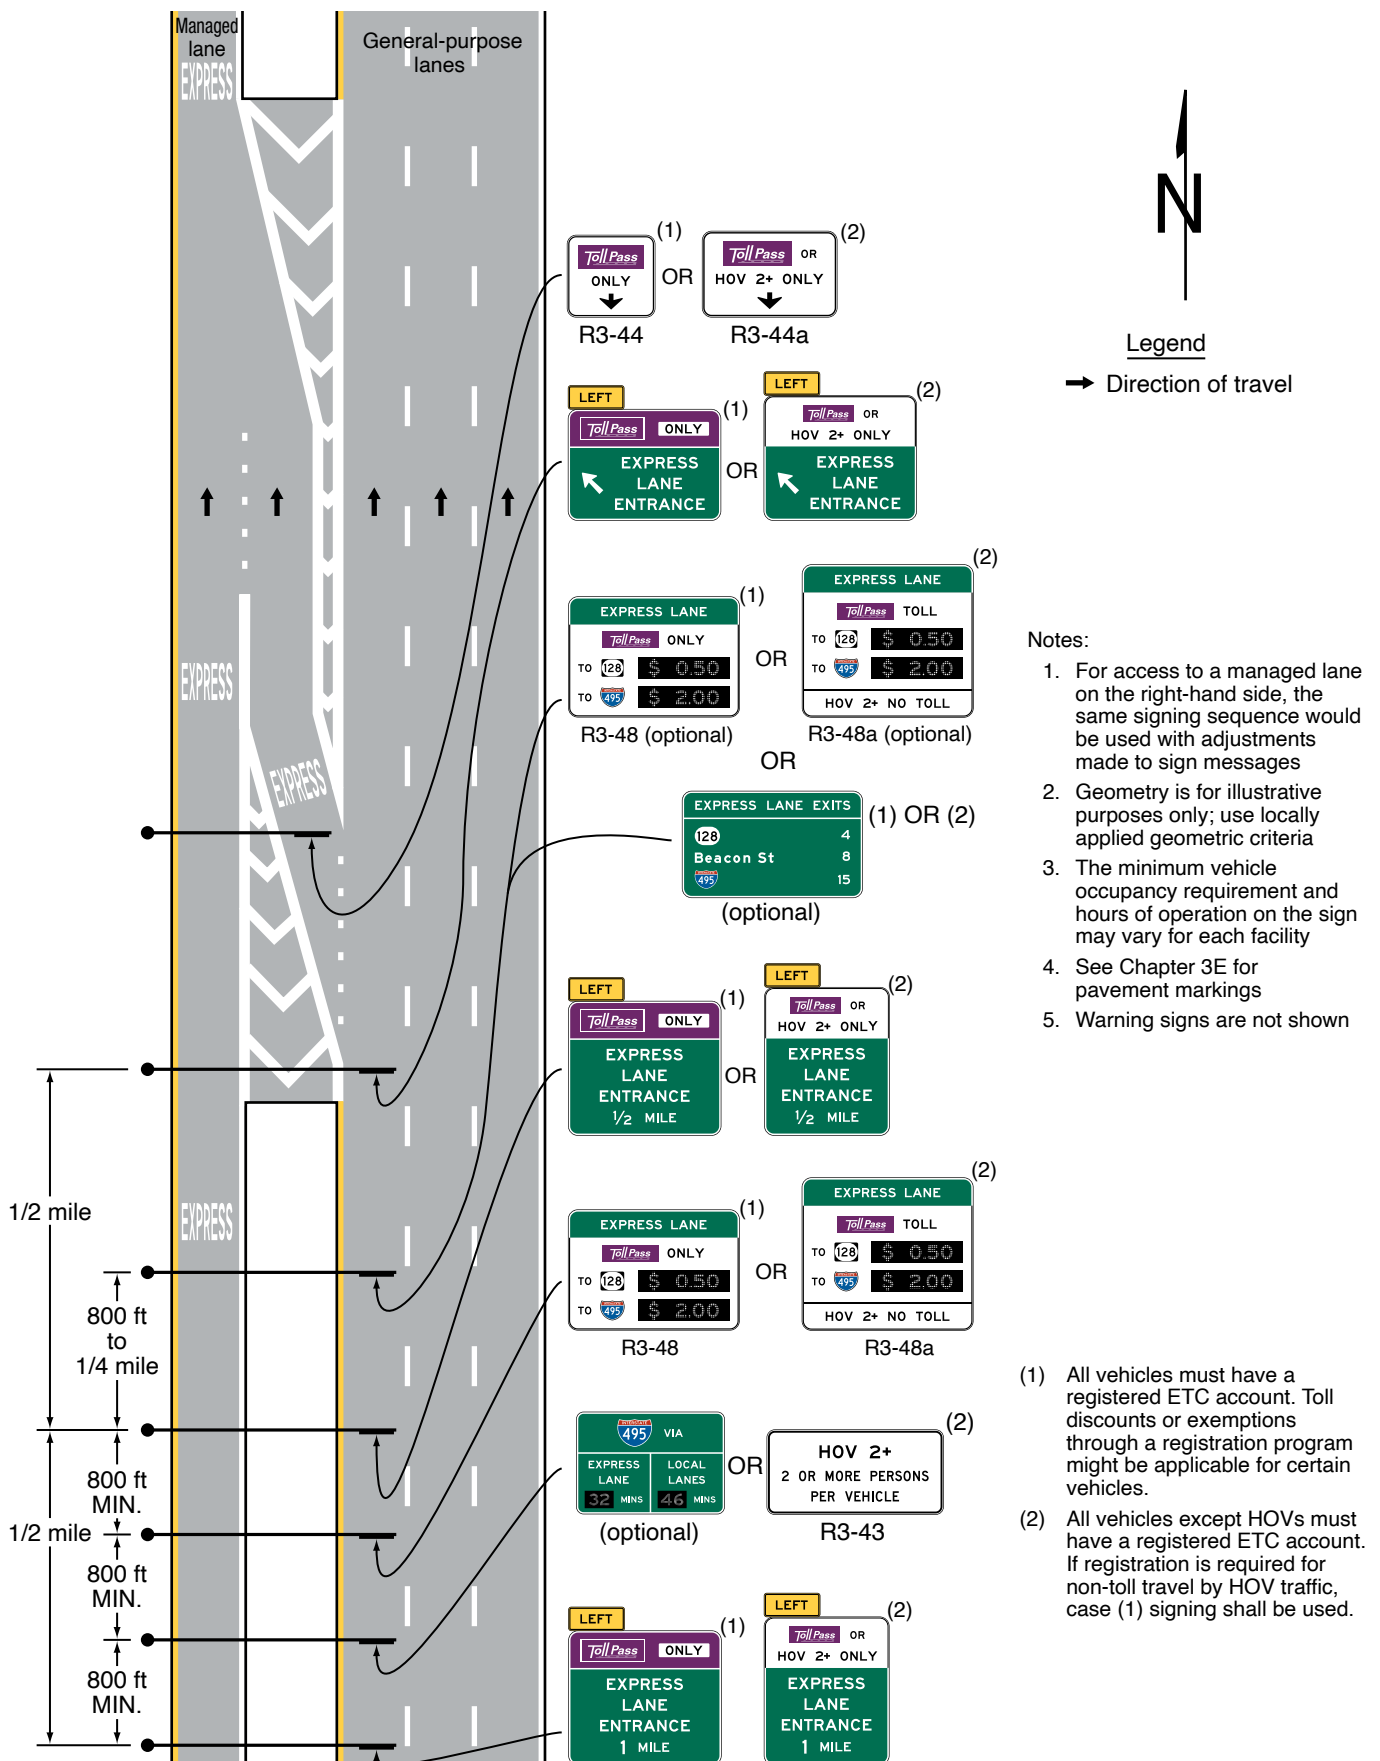 Managed
lane
General-purpose
lanes
EXPRESS
N
Legend
Direction of travel
Toll Pass
ONLY
(1)
R3-44
OR
Toll Pass OR
HOV 2+ ONLY
(2)
R3-44a
LEFT
Toll Pass ONLY
EXPRESS
LANE
ENTRANCE
(1)
OR
LEFT
Toll Pass OR
HOV 2+ ONLY
EXPRESS
LANE
ENTRANCE
(2)
EXPRESS LANE
Toll Pass ONLY
TO 128 $ 0.50
TO INTERSTATE 495 $ 2.00
(1)
R3-48 (optional)
OR
EXPRESS LANE
Toll Pass TOLL
TO 128 $ 0.50
TO INTERSTATE 495 $ 2.00
HOV 2+ NO TOLL
(2)
R3-48a (optional)
OR
EXPRESS
EXPRESS
EXPRESS LANE EXITS
128 4
Beacon St 8
INTERSTATE 495 15
(1) OR (2)
(optional)
Notes:
1. For access to a managed lane
on the right-hand side, the
same signing sequence would
be used with adjustments
made to sign messages
2. Geometry is for illustrative
purposes only; use locally
applied geometric criteria
3. The minimum vehicle
occupancy requirement and
hours of operation on the sign
may vary for each facility
4. See Chapter 3E for
pavement markings
5. Warning signs are not shown
LEFT
Toll Pass ONLY
EXPRESS
LANE
ENTRANCE
1/2 MILE
(1)
OR
LEFT
Toll Pass OR
HOV 2+ ONLY
EXPRESS
LANE
ENTRANCE
1/2 MILE
(2)
1/2 mile
EXPRESS
800 ft
to
1/4 mile
EXPRESS LANE
Toll Pass ONLY
TO 128 $ 0.50
TO INTERSTATE 495 $ 2.00
(1)
R3-48
OR
EXPRESS LANE
Toll Pass TOLL
TO 128 $ 0.50
TO INTERSTATE 495 $ 2.00
HOV 2+ NO TOLL
(2)
R3-48a
INTERSTATE 495 VIA
EXPRESS
LANE
32 MINS
LOCAL
LANES
46 MINS
(optional)
OR
HOV 2+
2 OR MORE PERSONS
PER VEHICLE
(2)
R3-43
1/2 mile
800 ft
MIN.
800 ft
MIN.
800 ft
MIN.
LEFT
Toll Pass ONLY
EXPRESS
LANE
ENTRANCE
1 MILE
(1)
OR
LEFT
Toll Pass OR
HOV 2+ ONLY
EXPRESS
LANE
ENTRANCE
1 MILE
(2)
(1) All vehicles must have a
registered ETC account. Toll
discounts or exemptions
through a registration program
might be applicable for certain
vehicles.
(2) All vehicles except HOVs must
have a registered ETC account.
If registration is required for
non-toll travel by HOV traffic,
case (1) signing shall be used.